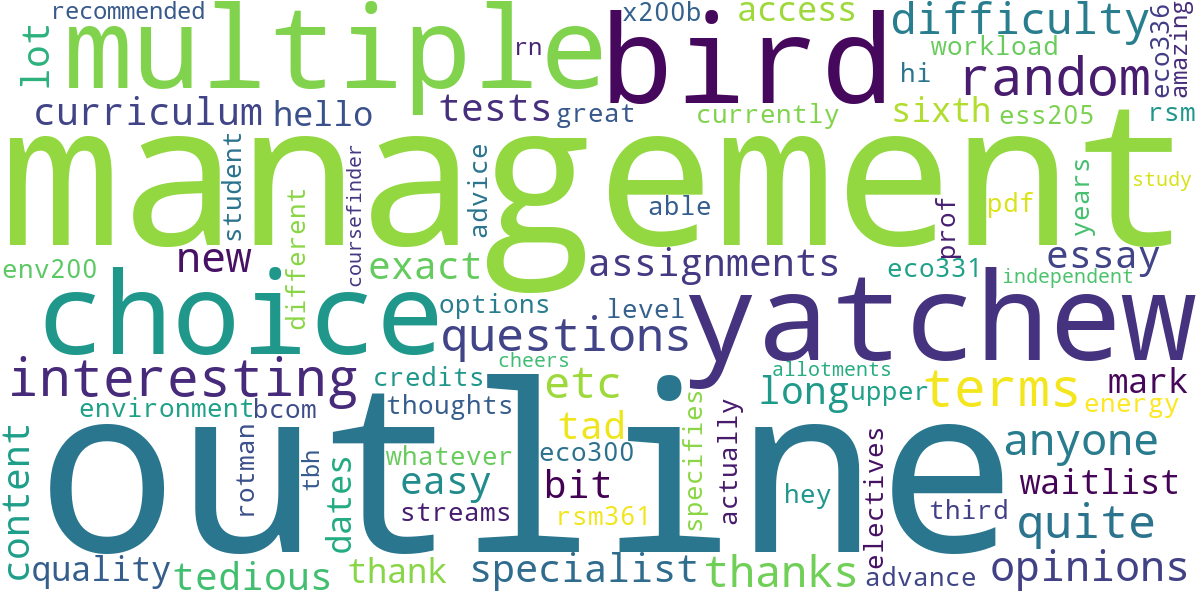 recommended
lot
multiple
rn
bird
x200b
access
difficulty
workload
hi
random
eco336
amazing
curriculum
hello
tests
great
currently
sixth
ess205
rsm
management
student
different
coursefinder
advice
able
prof
pdf
years
study
env200
new
exact
assignments
eco331
essay
independent
choice
options
level
questions
yatchew
interesting
credits
cheers
etc
allotments
long
upper
terms
mark
energy
environment
bcom
thoughts
outline
tad
specifies
actually
anyone
content
rotman
tbh
dates
whatever
easy
streams
eco300
bit
rsm361
hey
electives
third
waitlist
quite
quality
tedious
thank
specialist
thanks
advance
opinions